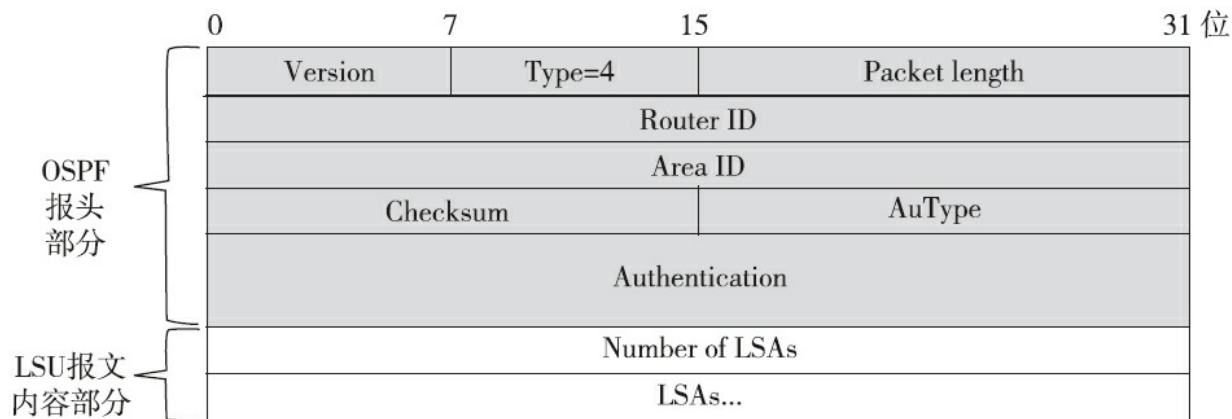 0 7 15 31 位
Version Type=4 Packet length
Router ID
Area ID
OSPF
报头
部分
Checksum AuType
Authentication
Number of LSAs
LSU报文
内容部分
LSAs...